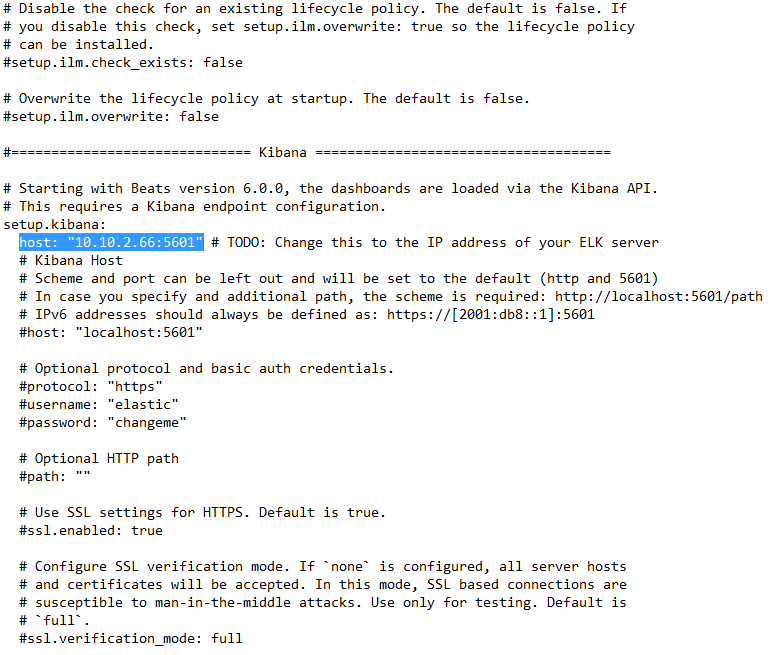 # Disable the check for an existing lifecycle policy. The default is false. If
# you disable this check, set setup.ilm.overwrite: true so the lifecycle policy
# can be installed.
#setup.ilm.check_exists: false

# Overwrite the lifecycle policy at startup. The default is false.
#setup.ilm.overwrite: false

#============================== Kibana =====================================

# Starting with Beats version 6.0.0, the dashboards are loaded via the Kibana API.
# This requires a Kibana endpoint configuration.
setup.kibana:
  host: "10.10.2.66:5601" # TODO: Change this to the IP address of your ELK server
  # Kibana Host
  # Scheme and port can be left out and will be set to the default (http and 5601)
  # In case you specify and additional path, the scheme is required: http://localhost:5601/path
  # IPv6 addresses should always be defined as: https://[2001:db8::1]:5601
  #host: "localhost:5601"

  # Optional protocol and basic auth credentials.
  #protocol: "https"
  #username: "elastic"
  #password: "changeme"

  # Optional HTTP path
  #path: ""

  # Use SSL settings for HTTPS. Default is true.
  #ssl.enabled: true

  # Configure SSL verification mode. If `none` is configured, all server hosts
  # and certificates will be accepted. In this mode, SSL based connections are
  # susceptible to man-in-the-middle attacks. Use only for testing. Default is
  # `full`.
  #ssl.verification_mode: full